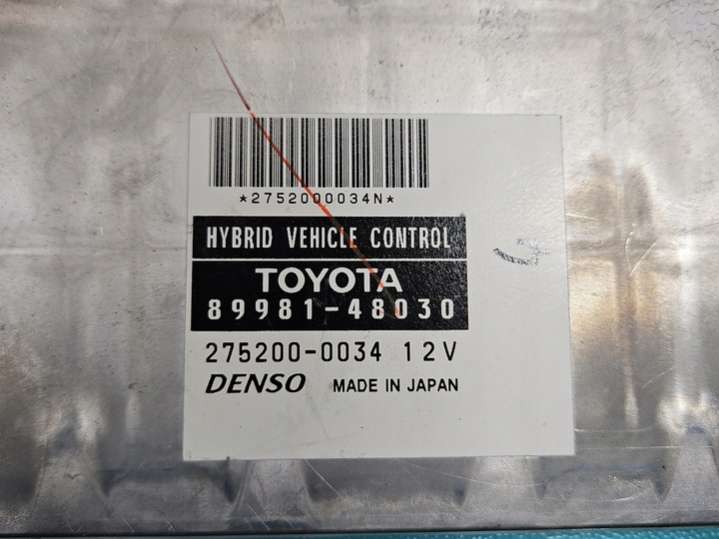 *2752000034N*
HYBRID VEHICLE CONTROL
TOYOTA
89981-48030
275200-0034 12V
DENSO MADE IN JAPAN